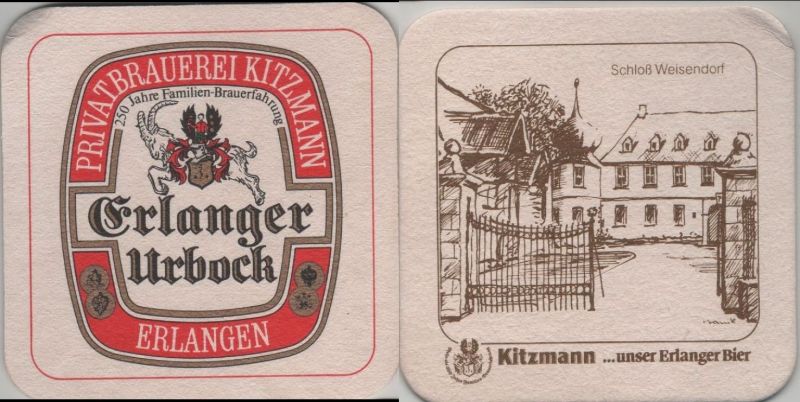 PRIVATBRAUEREI KITZMANN
250 Jahre Familien-Brauerfahrung
Erlanger
Urbock
ERLANGEN
Schloß Weisendorf
Kitzmann ...unser Erlanger Bier